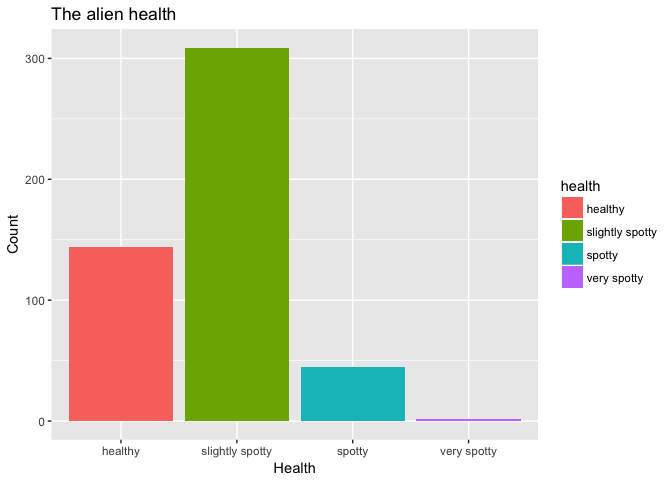 The alien health
Count
300
200
100
0
healthy
slightly spotty
spotty
very spotty
Health
health
healthy
slightly spotty
spotty
very spotty